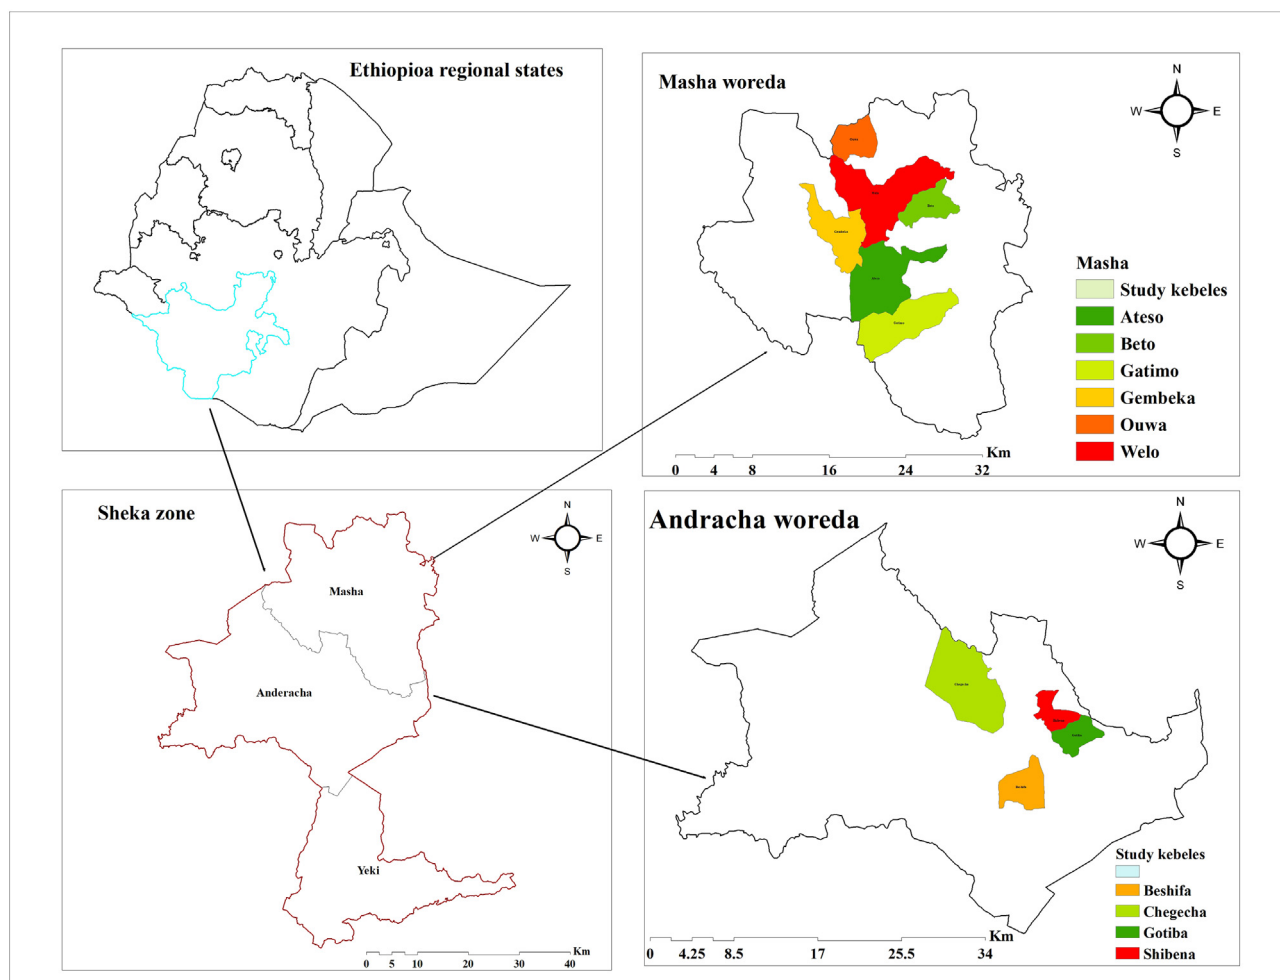 Ethiopioa regional states
Masha woreda
N
W E
S
Masha
Study kebeles
Ateso
Beto
Gatimo
Gembeka
Ouwa
Welo
Km
0 4 8 16 24 32
Sheka zone
N
W E
S
Masha
Anderacha
Yeki
Km
0 5 10 20 30 40
Andracha woreda
N
W E
S
Chegecha
Beshifa
Study kebeles
Beshifa
Chegecha
Gotiba
Shibena
Km
0 4.25 8.5 17 25.5 34